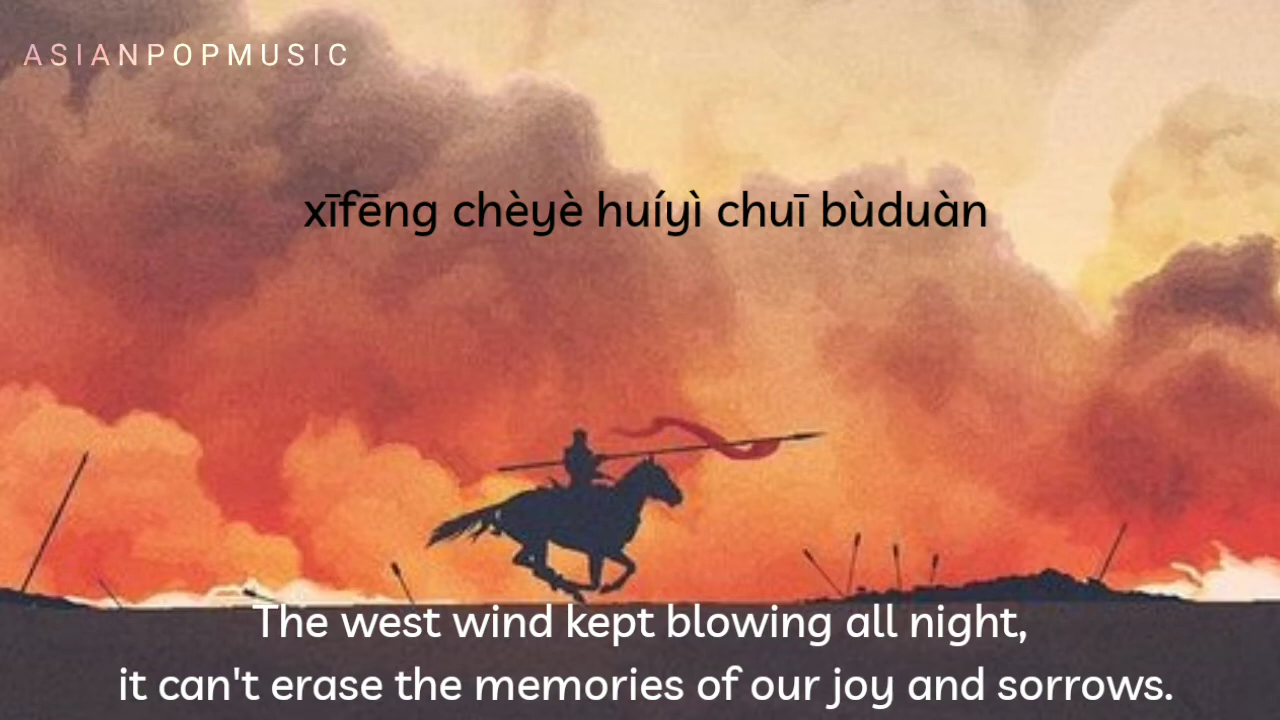 ASIANPOPMUSIC
xīfēng chèyè huíyì chuī bùduàn
The west wind kept blowing all night,
it can't erase the memories of our joy and sorrows.